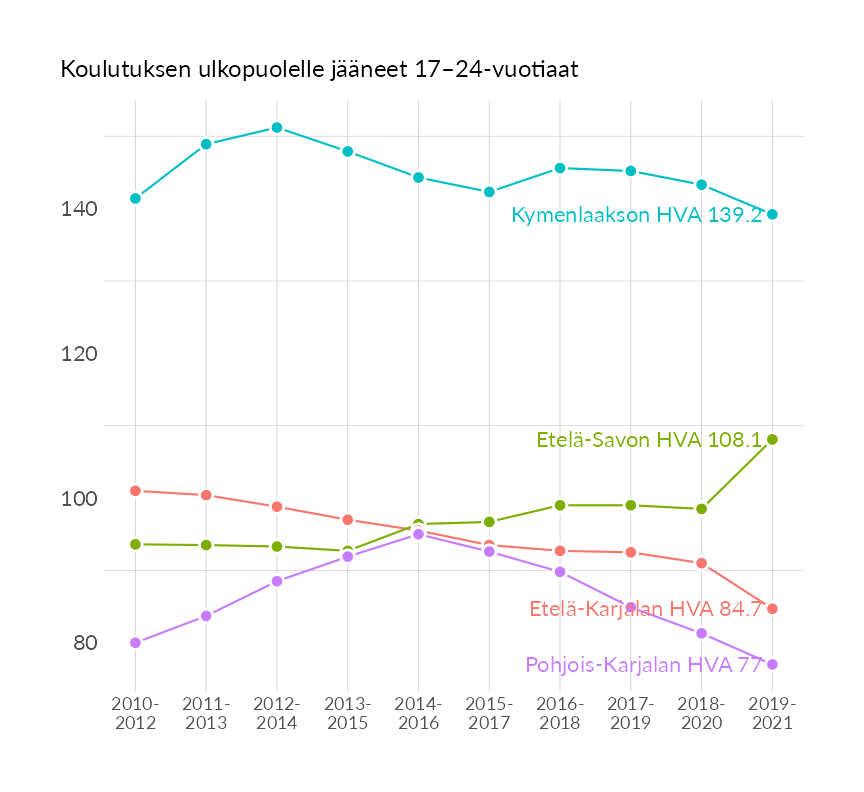 Koulutuksen ulkopuolelle jääneet 17–24-vuotiaat
140
Kymenlaakson HVA 139.2
120
Etelä-Savon HVA 108.1
100
Etelä-Karjalan HVA 84.7
80
Pohjois-Karjalan HVA 77
2010- 2011- 2012- 2013- 2014- 2015- 2016- 2017- 2018- 2019-
2012 2013 2014 2015 2016 2017 2018 2019 2020 2021